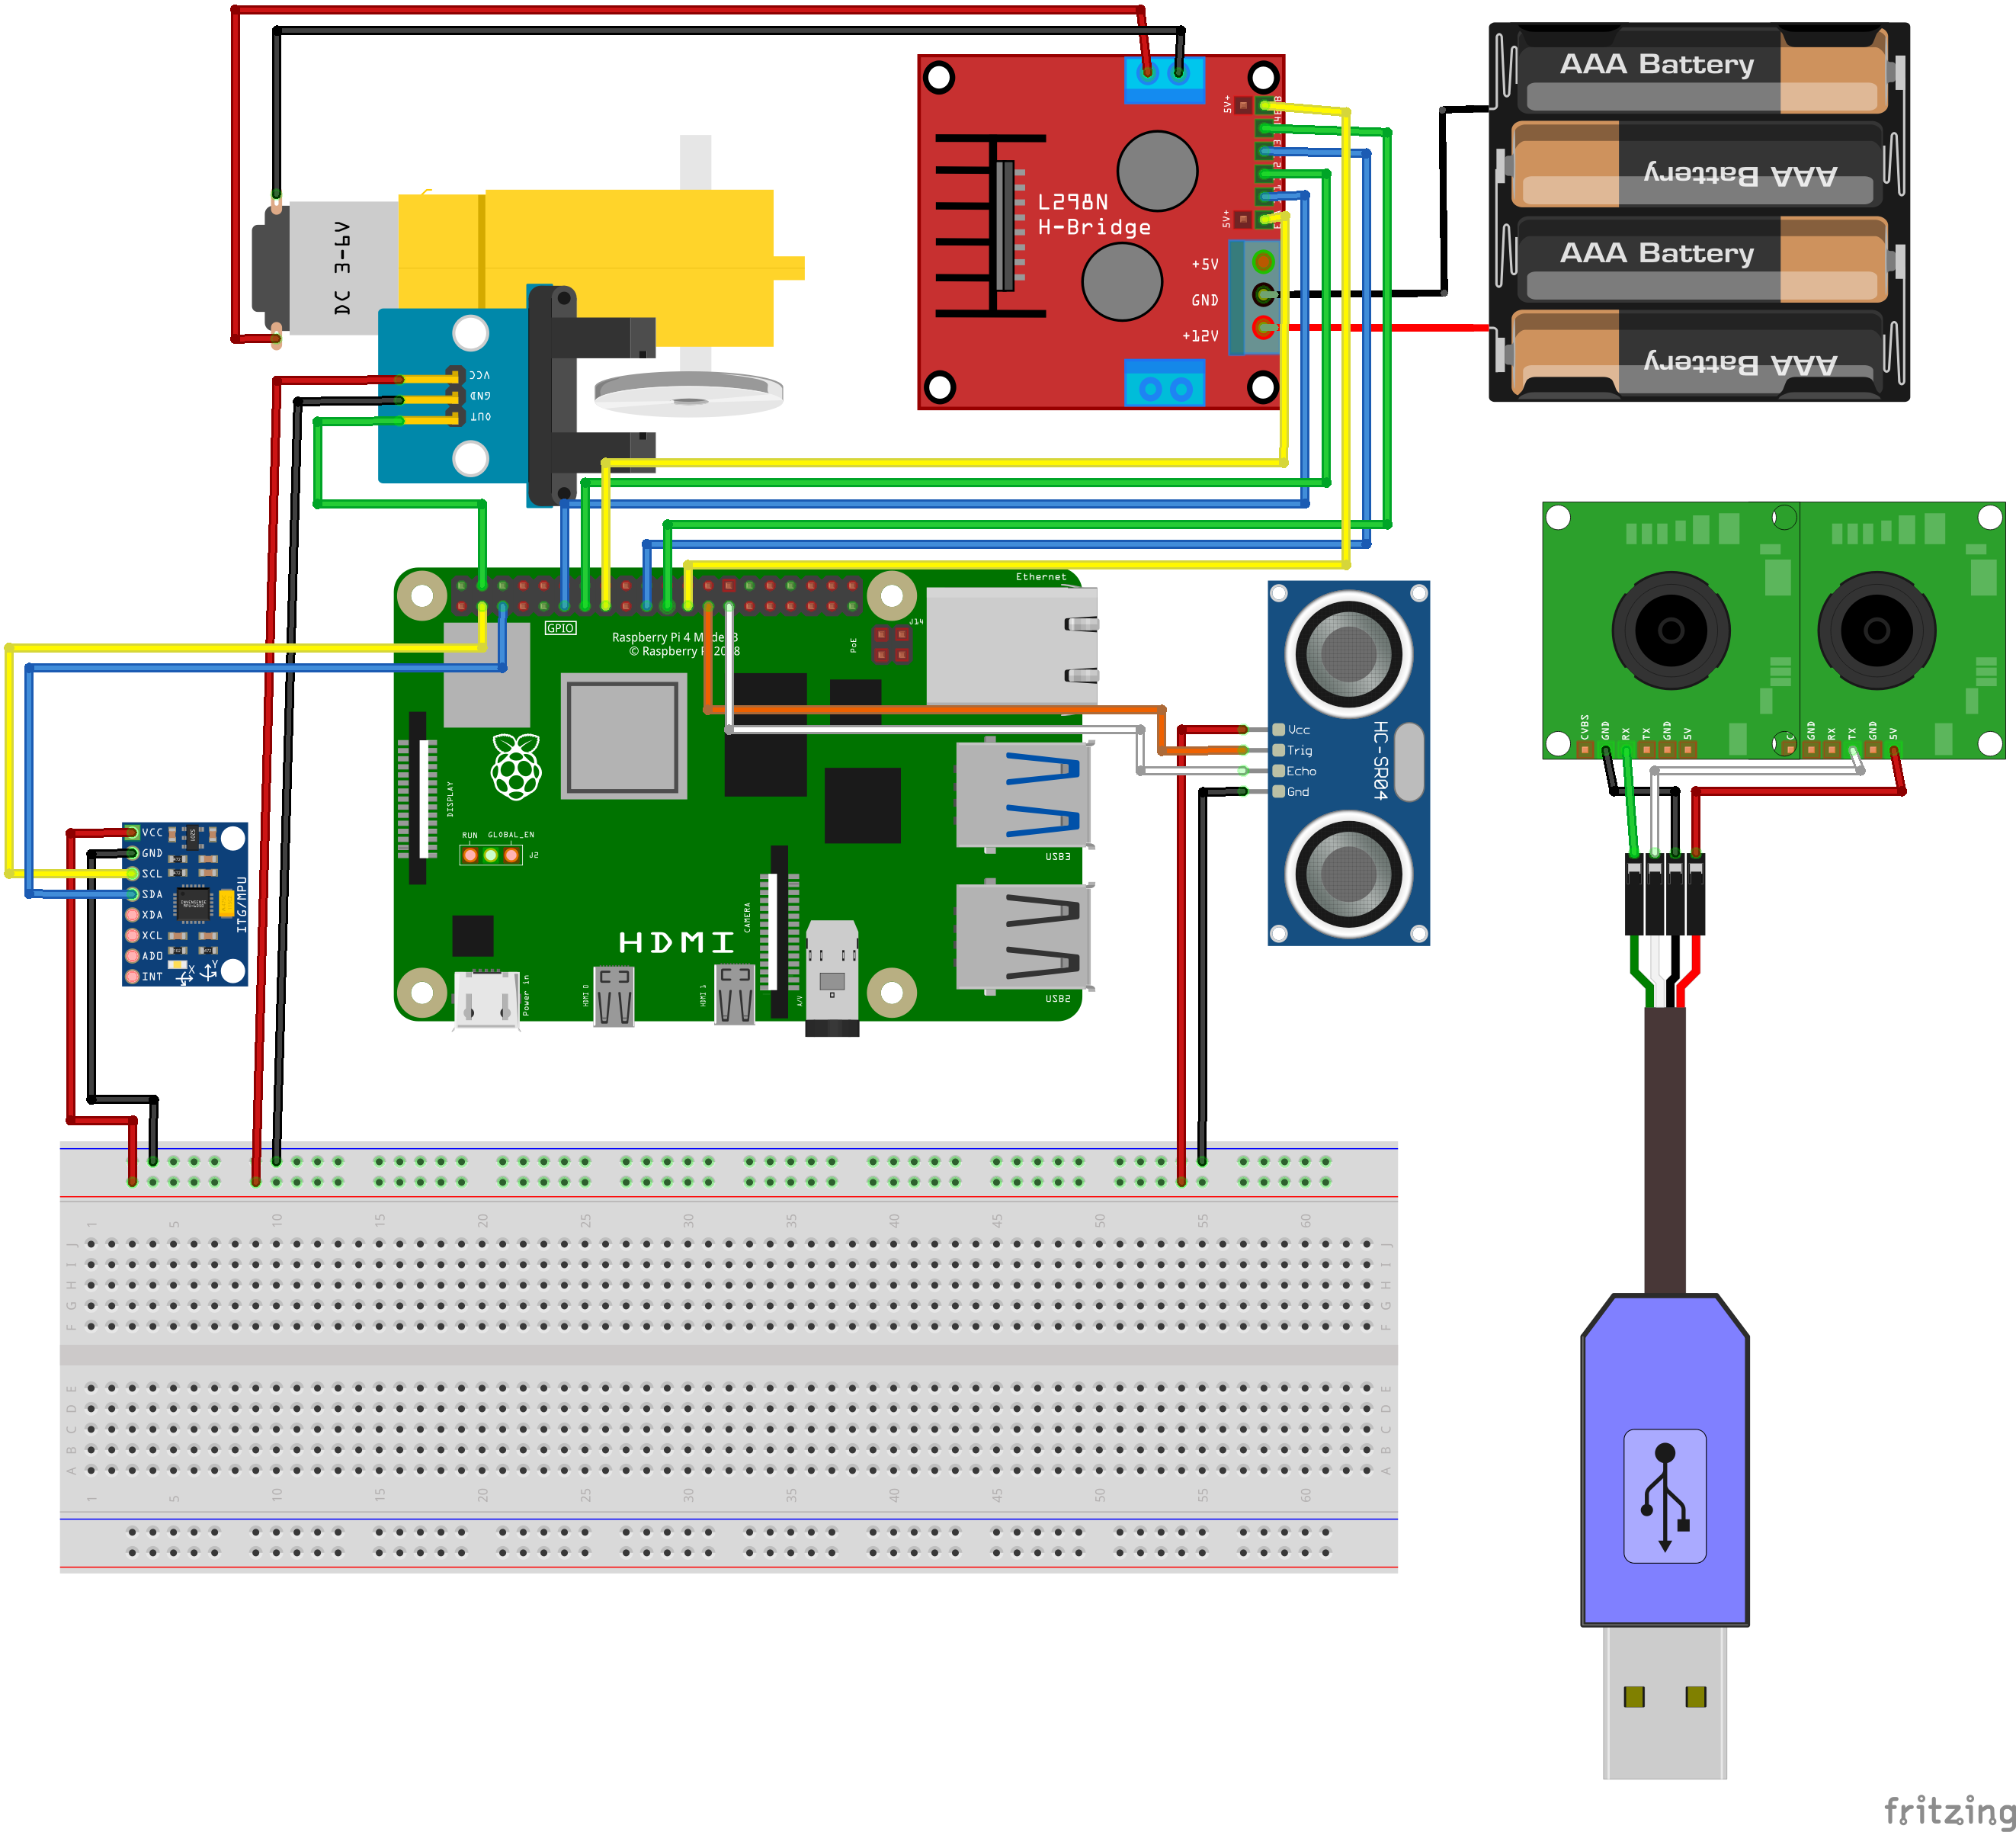 AAA Battery
AAA Battery
AAA Battery
AAA Battery
5V+
L298N
H-Bridge
5V+
+5V
GND
+12V
DC 3-6V
VCC
GND
OUT
Ethernet
GPIO
Raspberry Pi 4 Model B
© Raspberry Pi 2018
J14
PoE
DISPLAY
RUN
GLOBAL_EN
J2
USB3
CAMERA
HDMI
USB2
Power in
HDMI 0
HDMI 1
A/V
Vcc
Trig
Echo
Gnd
HC-SR04
CVBS
GND
RX
TX
GND
5V
C
GND
RX
TX
GND
5V
VCC
GND
SCL
SDA
XDA
XCL
ADO
INT
ITG/MPU
X
Y
1 5 10 15 20 25 30 35 40 45 50 55 60
J J
I I
H H
G G
F F
E E
D D
C C
B B
A A
1 5 10 15 20 25 30 35 40 45 50 55 60
fritzing